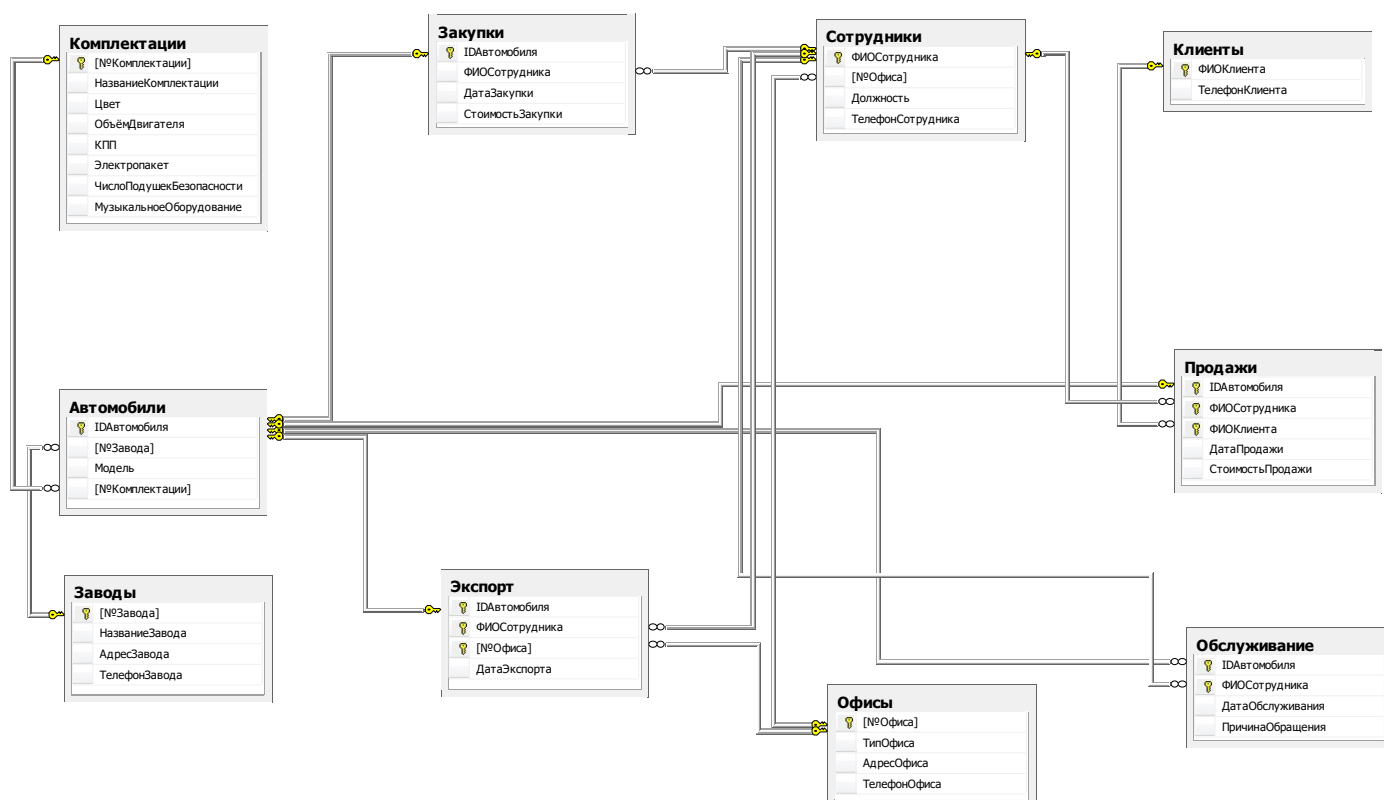 Комплектации
[№Комплектации]
НазваниеКомплектации
Цвет
ОбъёмДвигателя
КПП
Электропакет
ЧислоПодушекБезопасности
МузыкальноеОборудование
Закупки
IDАвтомобиля
ФИОСотрудника
ДатаЗакупки
СтоимостьЗакупки
Сотрудники
ФИОСотрудника
[№Офиса]
Должность
ТелефонСотрудника
Клиенты
ФИОКлиента
ТелефонКлиента
Автомобили
IDАвтомобиля
[№Завода]
Модель
[№Комплектации]
Продажи
IDАвтомобиля
ФИОСотрудника
ФИОКлиента
ДатаПродажи
СтоимостьПродажи
Заводы
[№Завода]
НазваниеЗавода
АдресЗавода
ТелефонЗавода
Экспорт
IDАвтомобиля
ФИОСотрудника
[№Офиса]
ДатаЭкспорта
Офисы
[№Офиса]
ТипОфиса
АдресОфиса
ТелефонОфиса
Обслуживание
IDАвтомобиля
ФИОСотрудника
ДатаОбслуживания
ПричинаОбращения